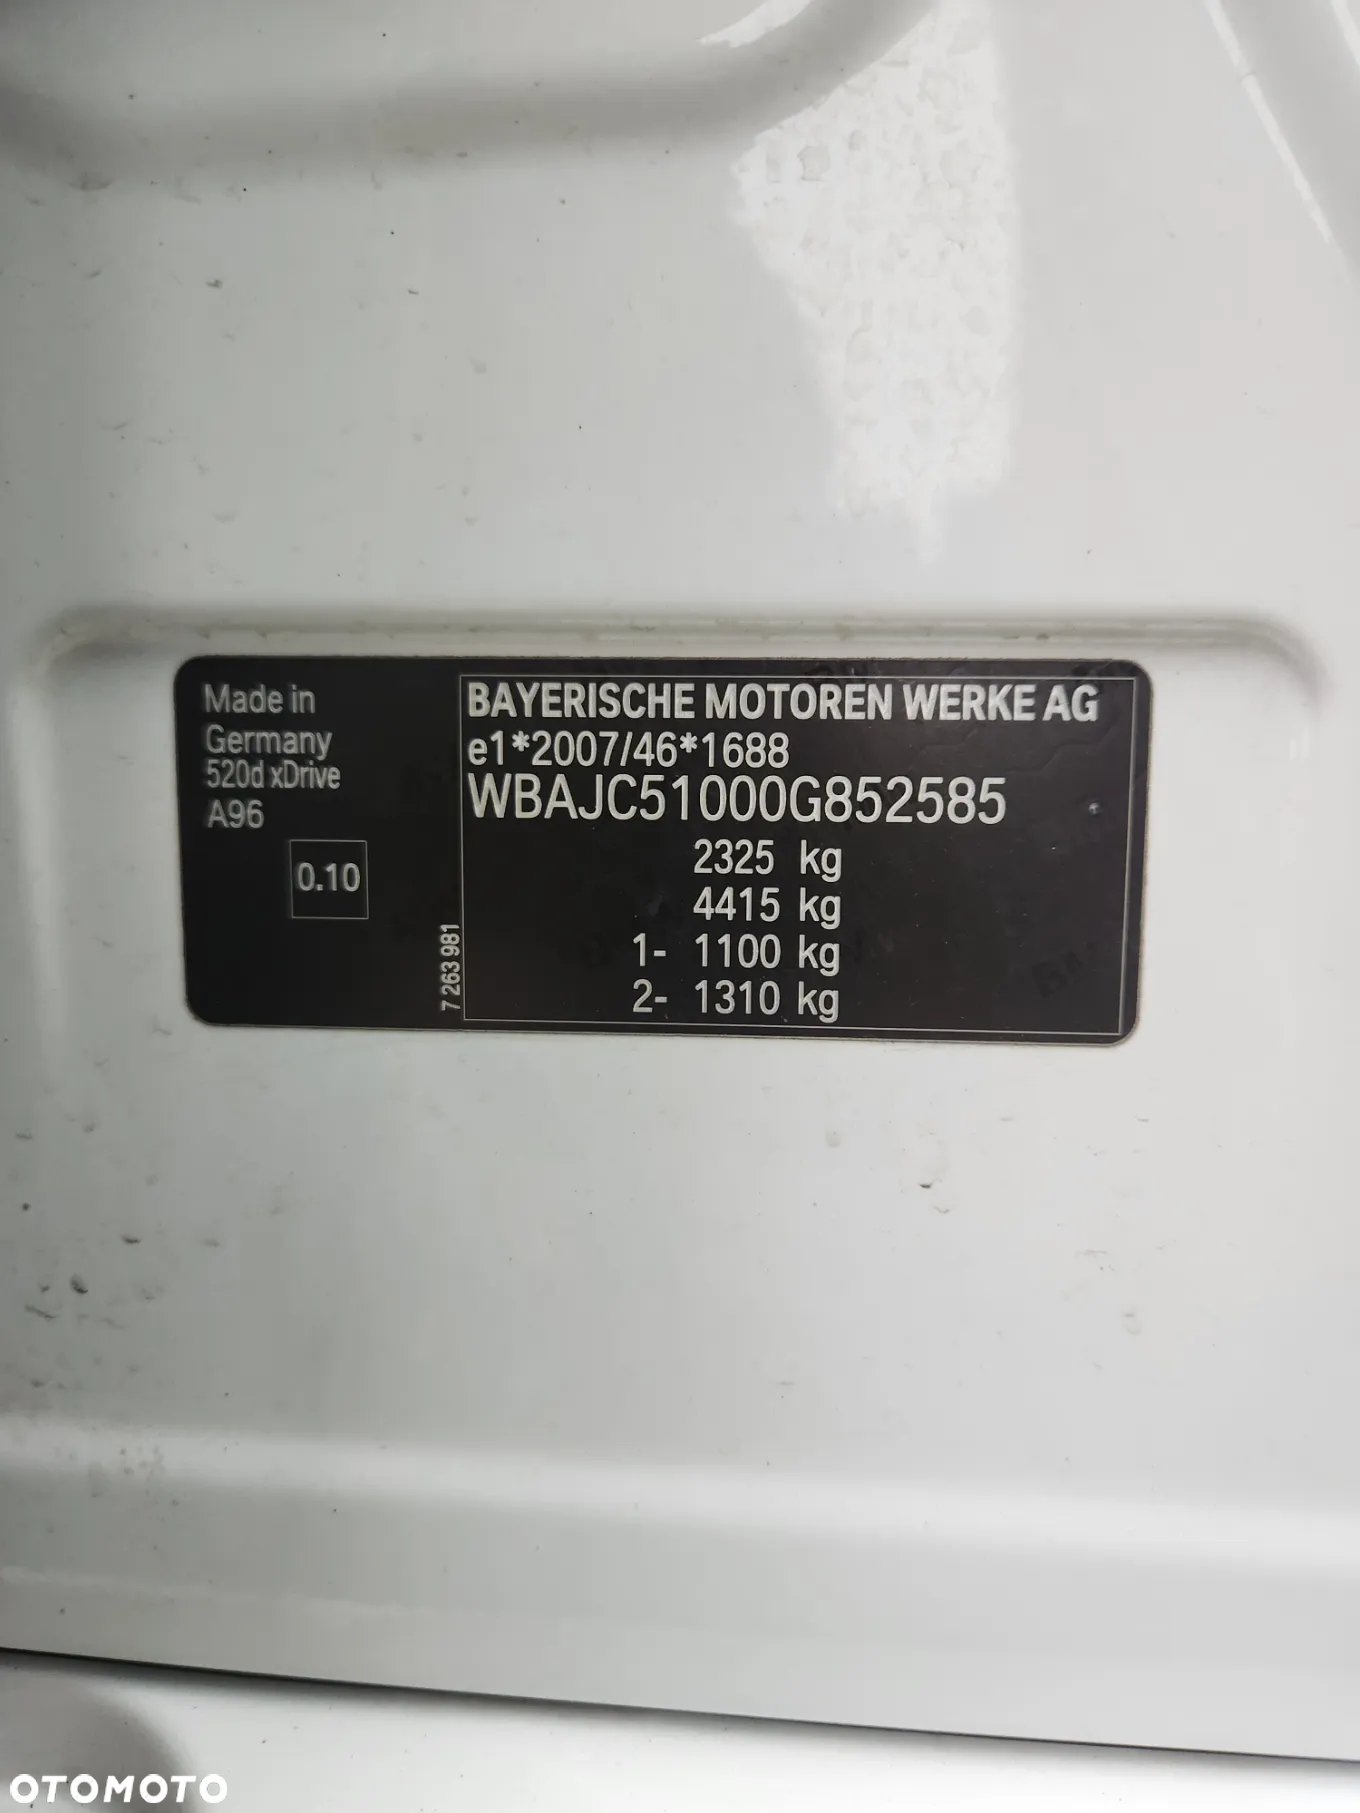 Made in
Germany
520d xDrive
A96
0.10
7 263 981
BAYERISCHE MOTOREN WERKE AG
e1*2007/46*1688
WBAJC51000G852585
2325 kg
4415 kg
1- 1100 kg
2- 1310 kg
OTOMOTO